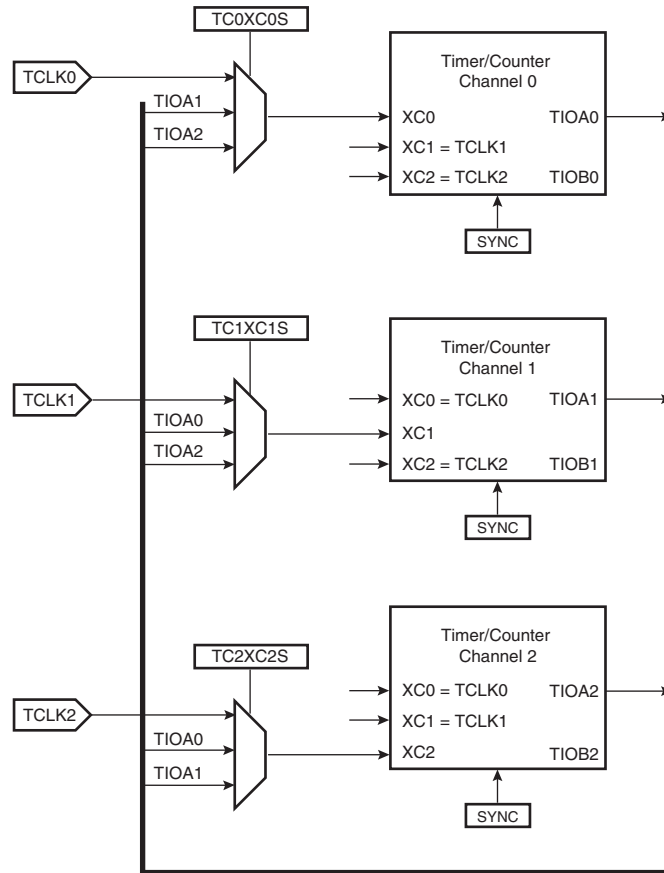 TC0XC0S
TCLK0
TIOA1
TIOA2
Timer/Counter
Channel 0
XC0
TIOA0
XC1 = TCLK1
XC2 = TCLK2
TIOB0
SYNC
TC1XC1S
TCLK1
TIOA0
TIOA2
Timer/Counter
Channel 1
XC0 = TCLK0
TIOA1
XC1
XC2 = TCLK2
TIOB1
SYNC
TC2XC2S
TCLK2
TIOA0
TIOA1
Timer/Counter
Channel 2
XC0 = TCLK0
TIOA2
XC1 = TCLK1
XC2
TIOB2
SYNC